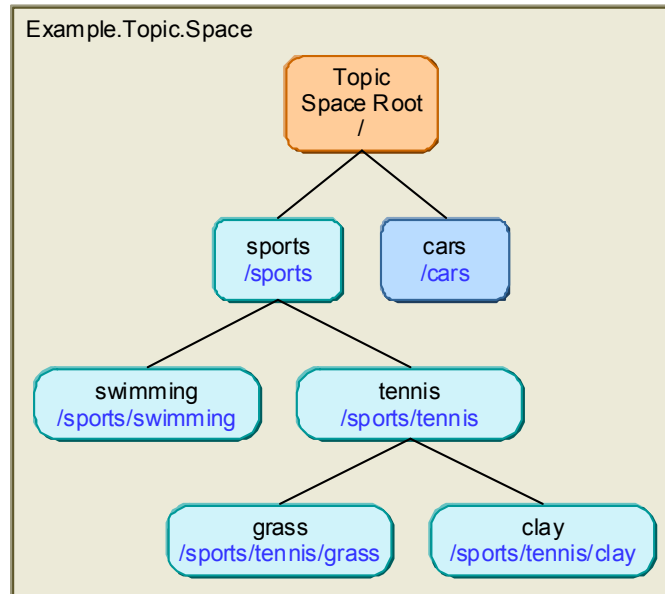 Example.Topic.Space
Topic
Space Root
/
sports
/sports
cars
/cars
swimming
/sports/swimming
tennis
/sports/tennis
grass
/sports/tennis/grass
clay
/sports/tennis/clay